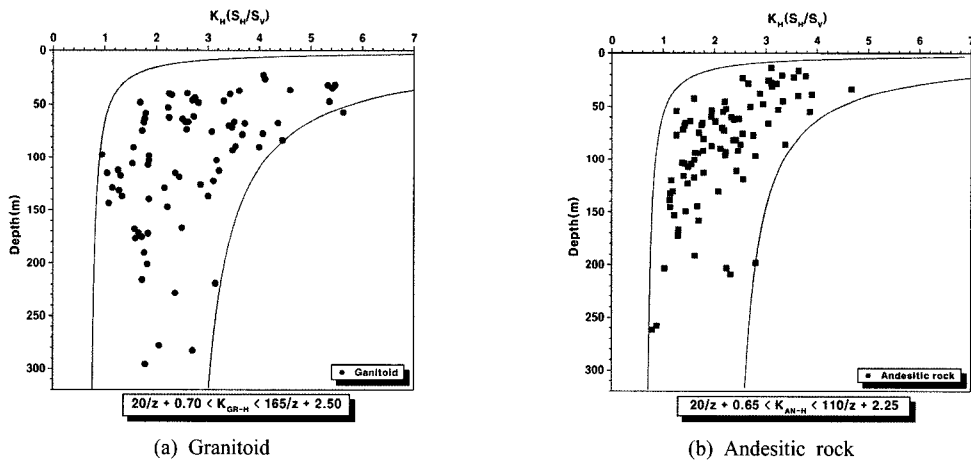 K_H(S_H/S_V)
0 1 2 3 4 5 6 7
0
50
100
150
200
250
300
Depth(m)
Ganitoid
20/z + 0.70 < K_GR-H < 165/z + 2.50
(a) Granitoid
K_H(S_H/S_V)
0 1 2 3 4 5 6 7
0
50
100
150
200
250
300
Depth(m)
Andesitic rock
20/z + 0.65 < K_AN-H < 110/z + 2.25
(b) Andesitic rock